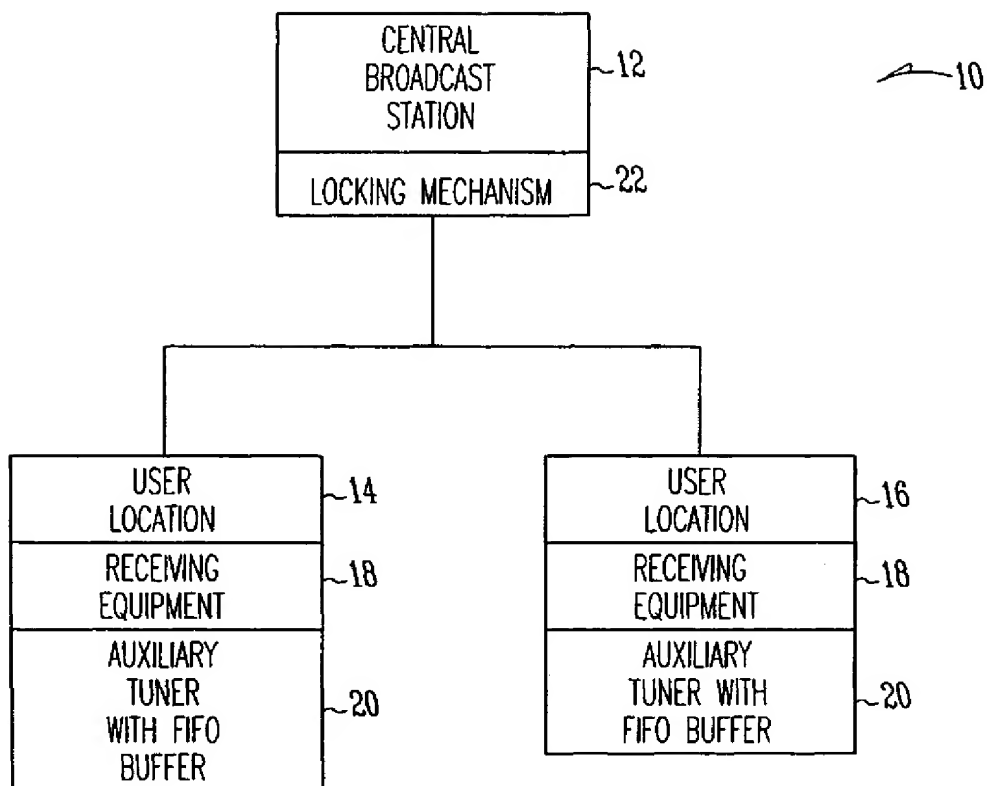 CENTRAL
BROADCAST
STATION
12
10
LOCKING MECHANISM
22
USER
LOCATION
14
RECEIVING
EQUIPMENT
18
AUXILIARY
TUNER
WITH FIFO
BUFFER
20
USER
LOCATION
16
RECEIVING
EQUIPMENT
18
AUXILIARY
TUNER WITH
FIFO BUFFER
20